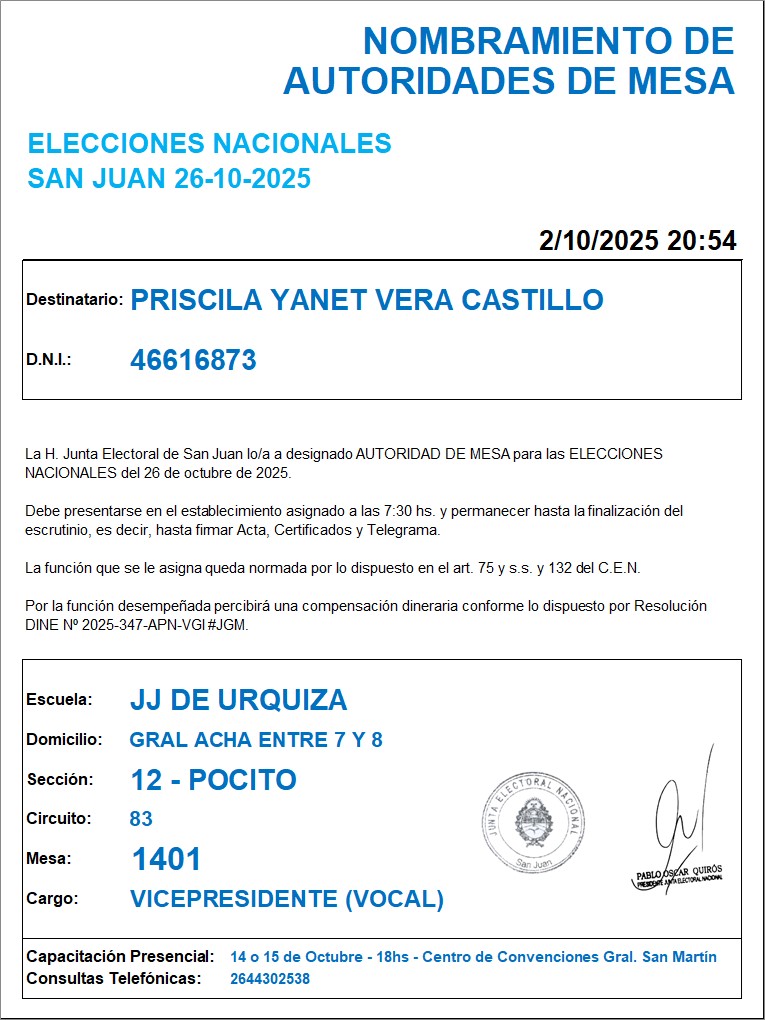 NOMBRAMIENTO DE
AUTORIDADES DE MESA
ELECCIONES NACIONALES
SAN JUAN 26-10-2025
2/10/2025 20:54
Destinatario: PRISCILA YANET VERA CASTILLO
D.N.I.: 46616873
La H. Junta Electoral de San Juan lo/a a designado AUTORIDAD DE MESA para las ELECCIONES
NACIONALES del 26 de octubre de 2025.
Debe presentarse en el establecimiento asignado a las 7:30 hs. y permanecer hasta la finalización del
escrutinio, es decir, hasta firmar Acta, Certificados y Telegrama.
La función que se le asigna queda normada por lo dispuesto en el art. 75 y s.s. y 132 del C.E.N.
Por la función desempeñada percibirá una compensación dineraria conforme lo dispuesto por Resolución
DINE Nº 2025-347-APN-VGI#JGM.
Escuela: JJ DE URQUIZA
Domicilio: GRAL ACHA ENTRE 7 Y 8
Sección: 12 - POCITO
Circuito: 83
Mesa: 1401
Cargo: VICEPRESIDENTE (VOCAL)
JUNTA ELECTORAL NACIONAL
San Juan
PABLO OSCAR QUIRÓS
PRESIDENTE JUNTA ELECTORAL NACIONAL
Capacitación Presencial: 14 o 15 de Octubre - 18hs - Centro de Convenciones Gral. San Martín
Consultas Telefónicas: 2644302538